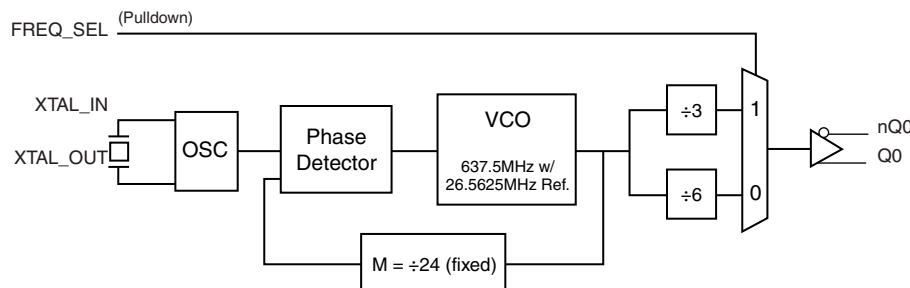 FREQ_SEL (Pulldown)
XTAL_IN
XTAL_OUT
OSC
Phase
Detector
VCO
637.5MHz w/
26.5625MHz Ref.
M = ÷24 (fixed)
÷3
÷6
1
0
nQ0
Q0